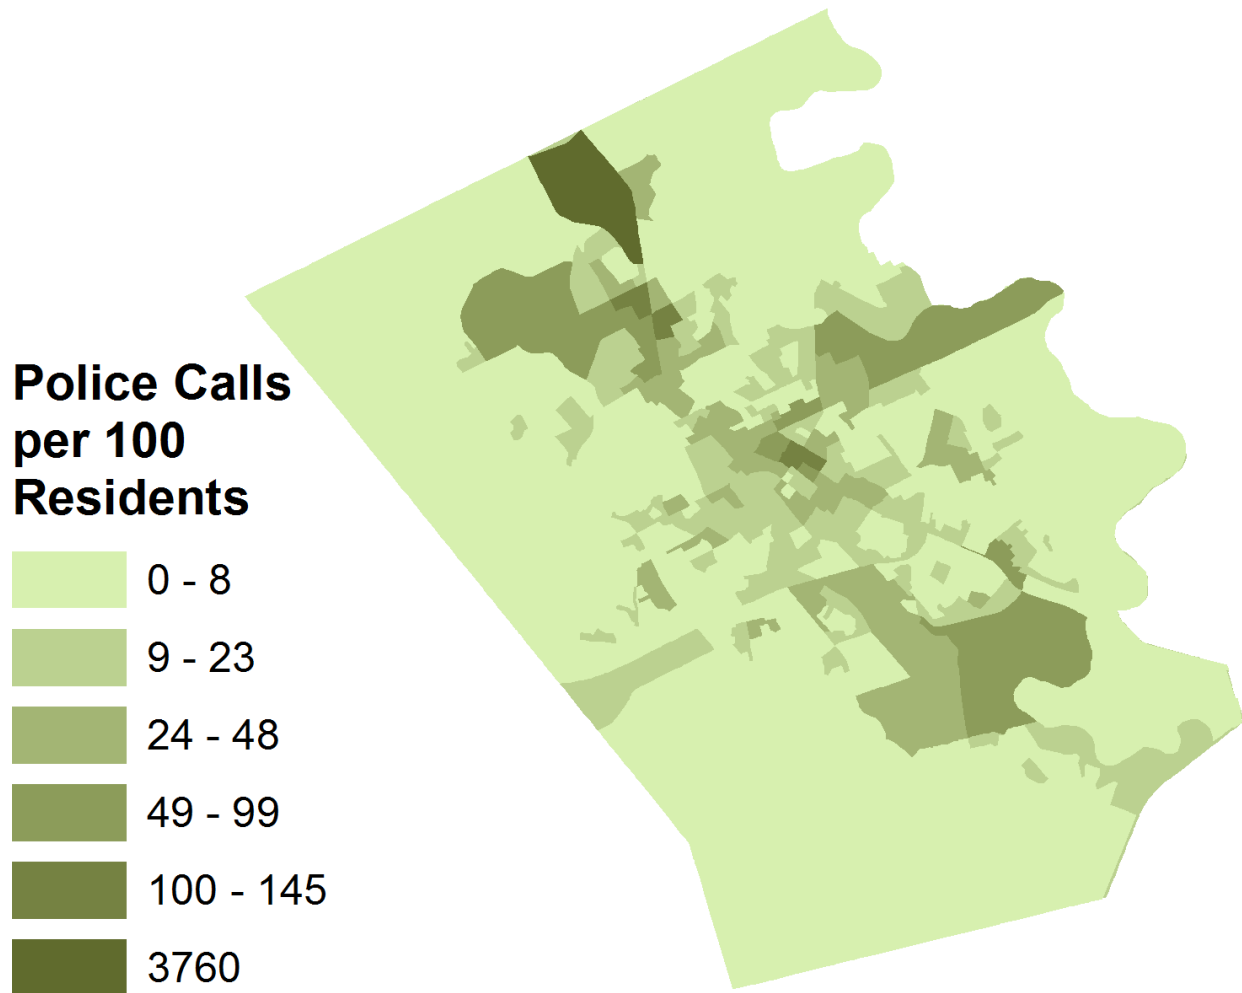 Police Calls
per 100
Residents
0 - 8
9 - 23
24 - 48
49 - 99
100 - 145
3760